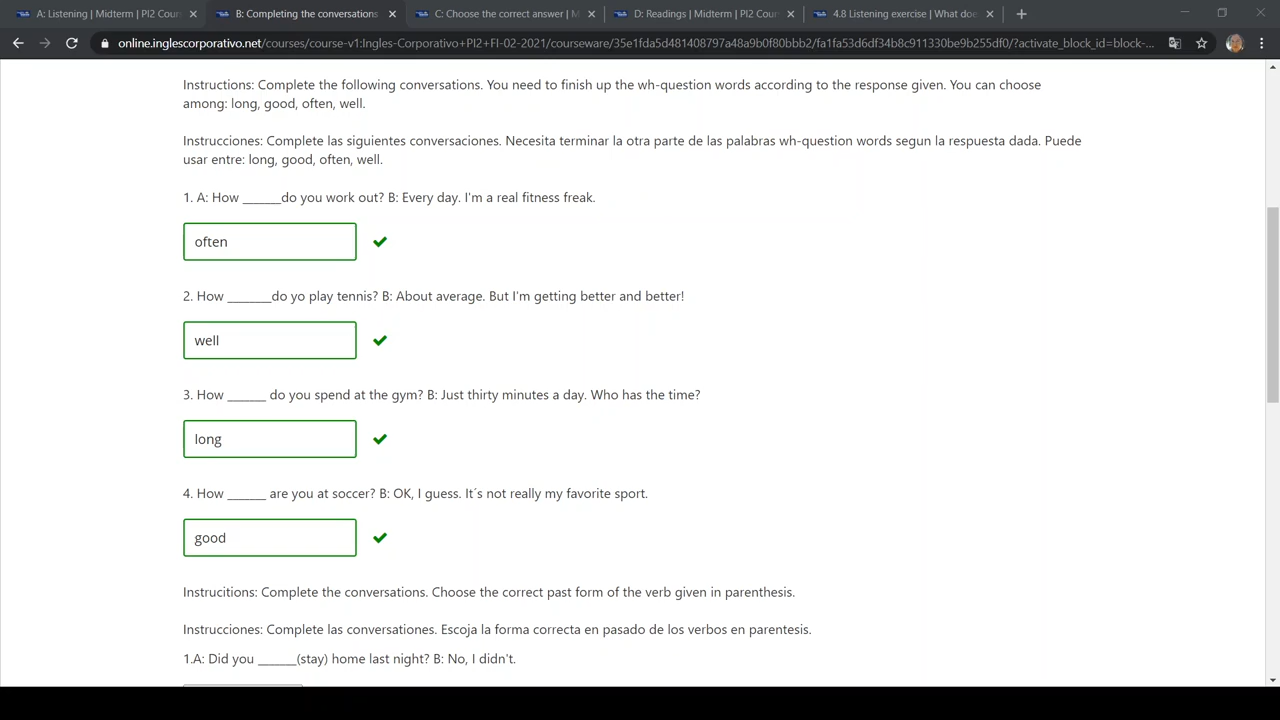 A: Listening | Midterm | PI2 Cour
B: Completing the conversations
C: Choose the correct answer | M
D: Readings | Midterm | PI2 Cour
4.8 Listening exercise | What doe
online.inglescorporativo.net/courses/course-v1:Ingles-Corporativo+PI2+FI-02-2021/courseware/35e1fda5d481408797a48a9b0f80bbb2/fa1fa53d6df34b8c911330be9b255df0/?activate_block_id=block-...
Instructions: Complete the following conversations. You need to finish up the wh-question words according to the response given. You can choose
among: long, good, often, well.
Instrucciones: Complete las siguientes conversaciones. Necesita terminar la otra parte de las palabras wh-question words segun la respuesta dada. Puede
usar entre: long, good, often, well.
1. A: How _______do you work out? B: Every day. I'm a real fitness freak.
often
2. How ________do yo play tennis? B: About average. But I'm getting better and better!
well
3. How _______ do you spend at the gym? B: Just thirty minutes a day. Who has the time?
long
4. How _______ are you at soccer? B: OK, I guess. It´s not really my favorite sport.
good
Instrucitions: Complete the conversations. Choose the correct past form of the verb given in parenthesis.
Instrucciones: Complete las conversationes. Escoja la forma correcta en pasado de los verbos en parentesis.
1.A: Did you _______(stay) home last night? B: No, I didn't.